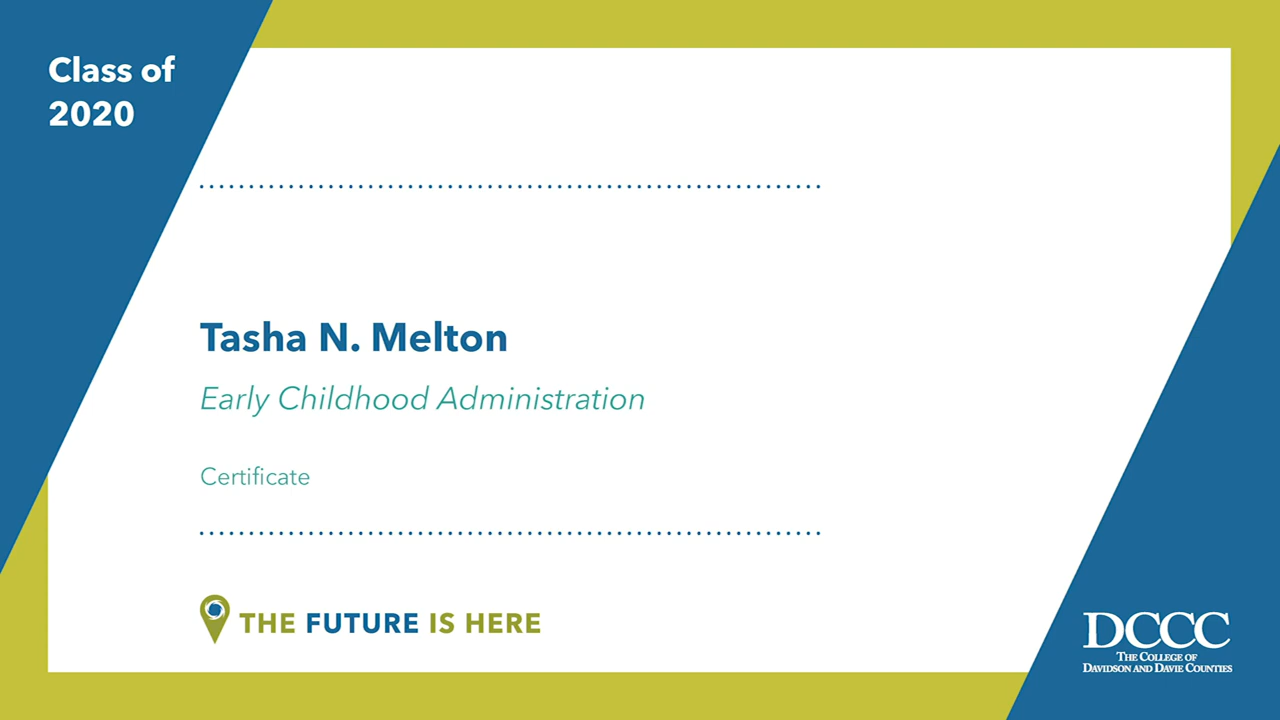 Class of
2020
Tasha N. Melton
Early Childhood Administration
Certificate
THE FUTURE IS HERE
DCCC
THE COLLEGE OF
DAVIDSON AND DAVIE COUNTIES